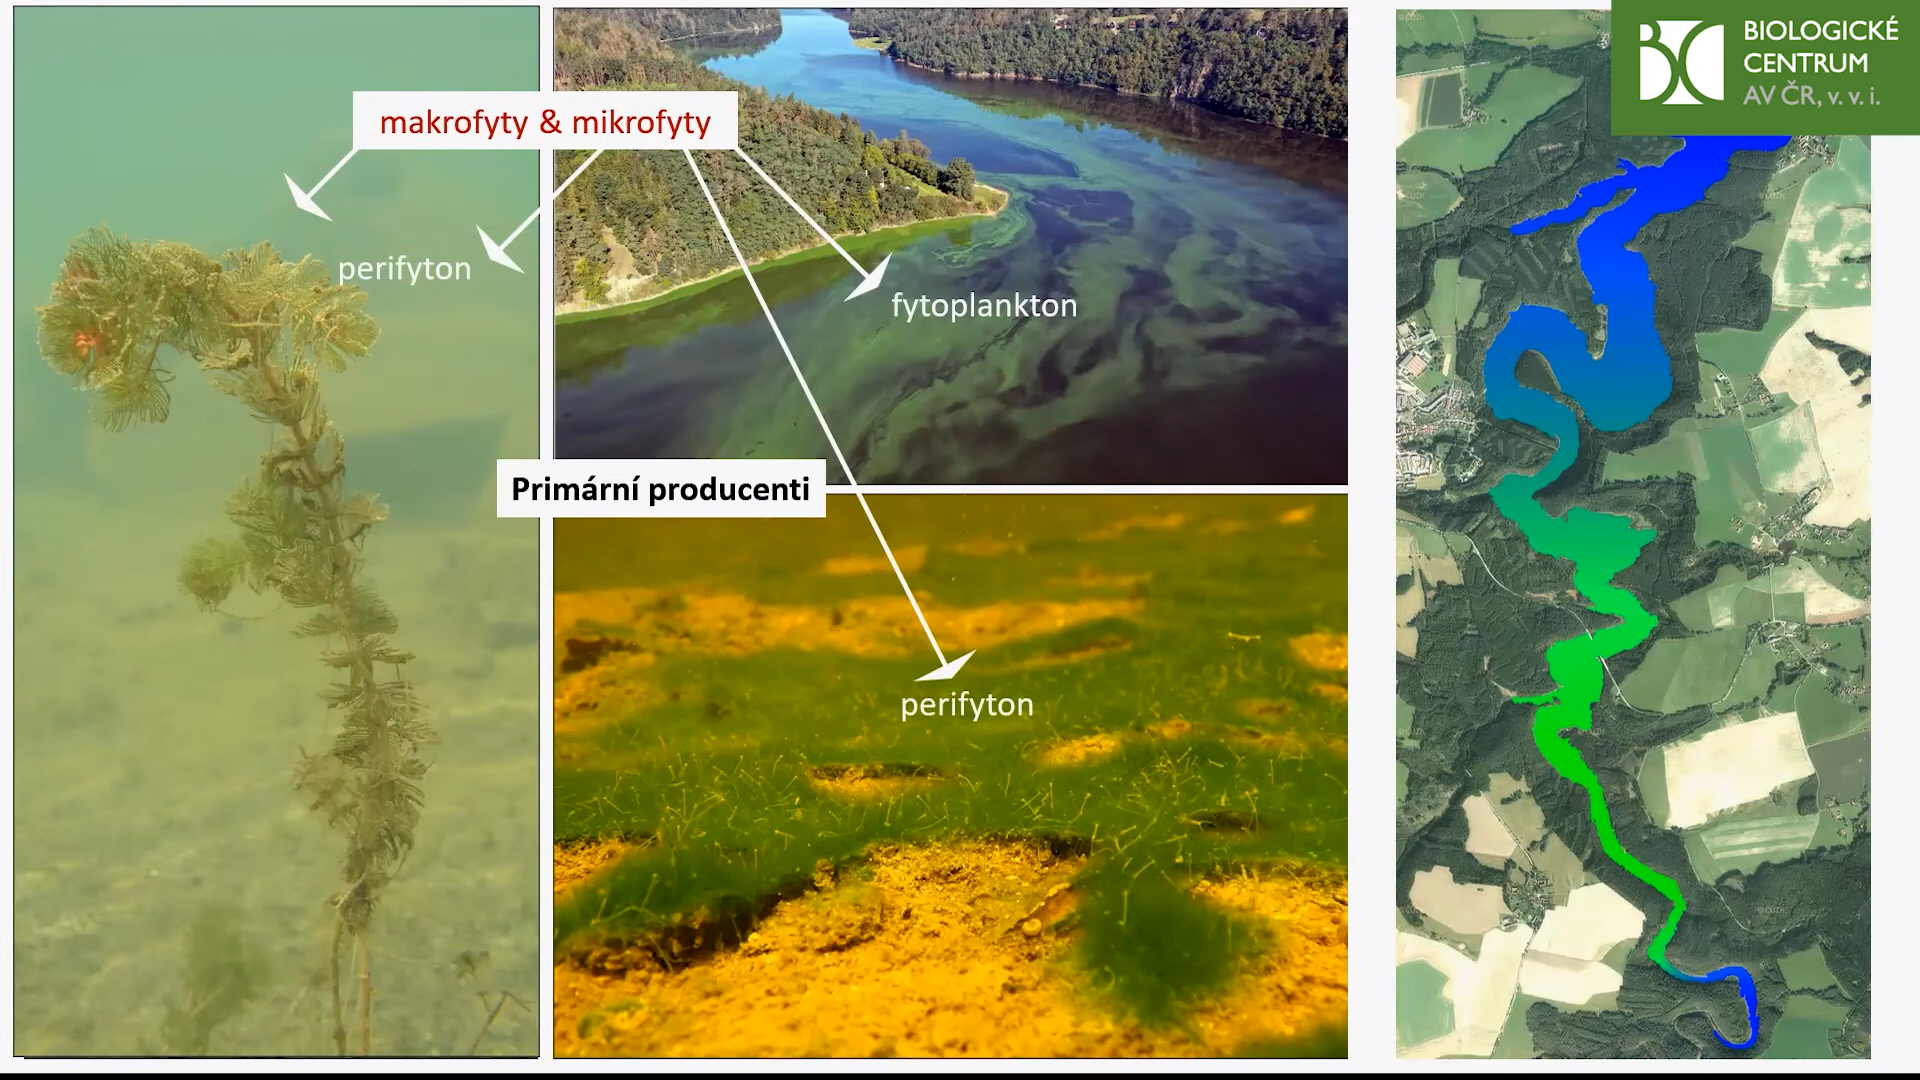 makrofyty & mikrofyty
perifyton
fytoplankton
Primární producenti
perifyton
BIOLOGICKÉ
CENTRUM
AV ČR, v. v. i.